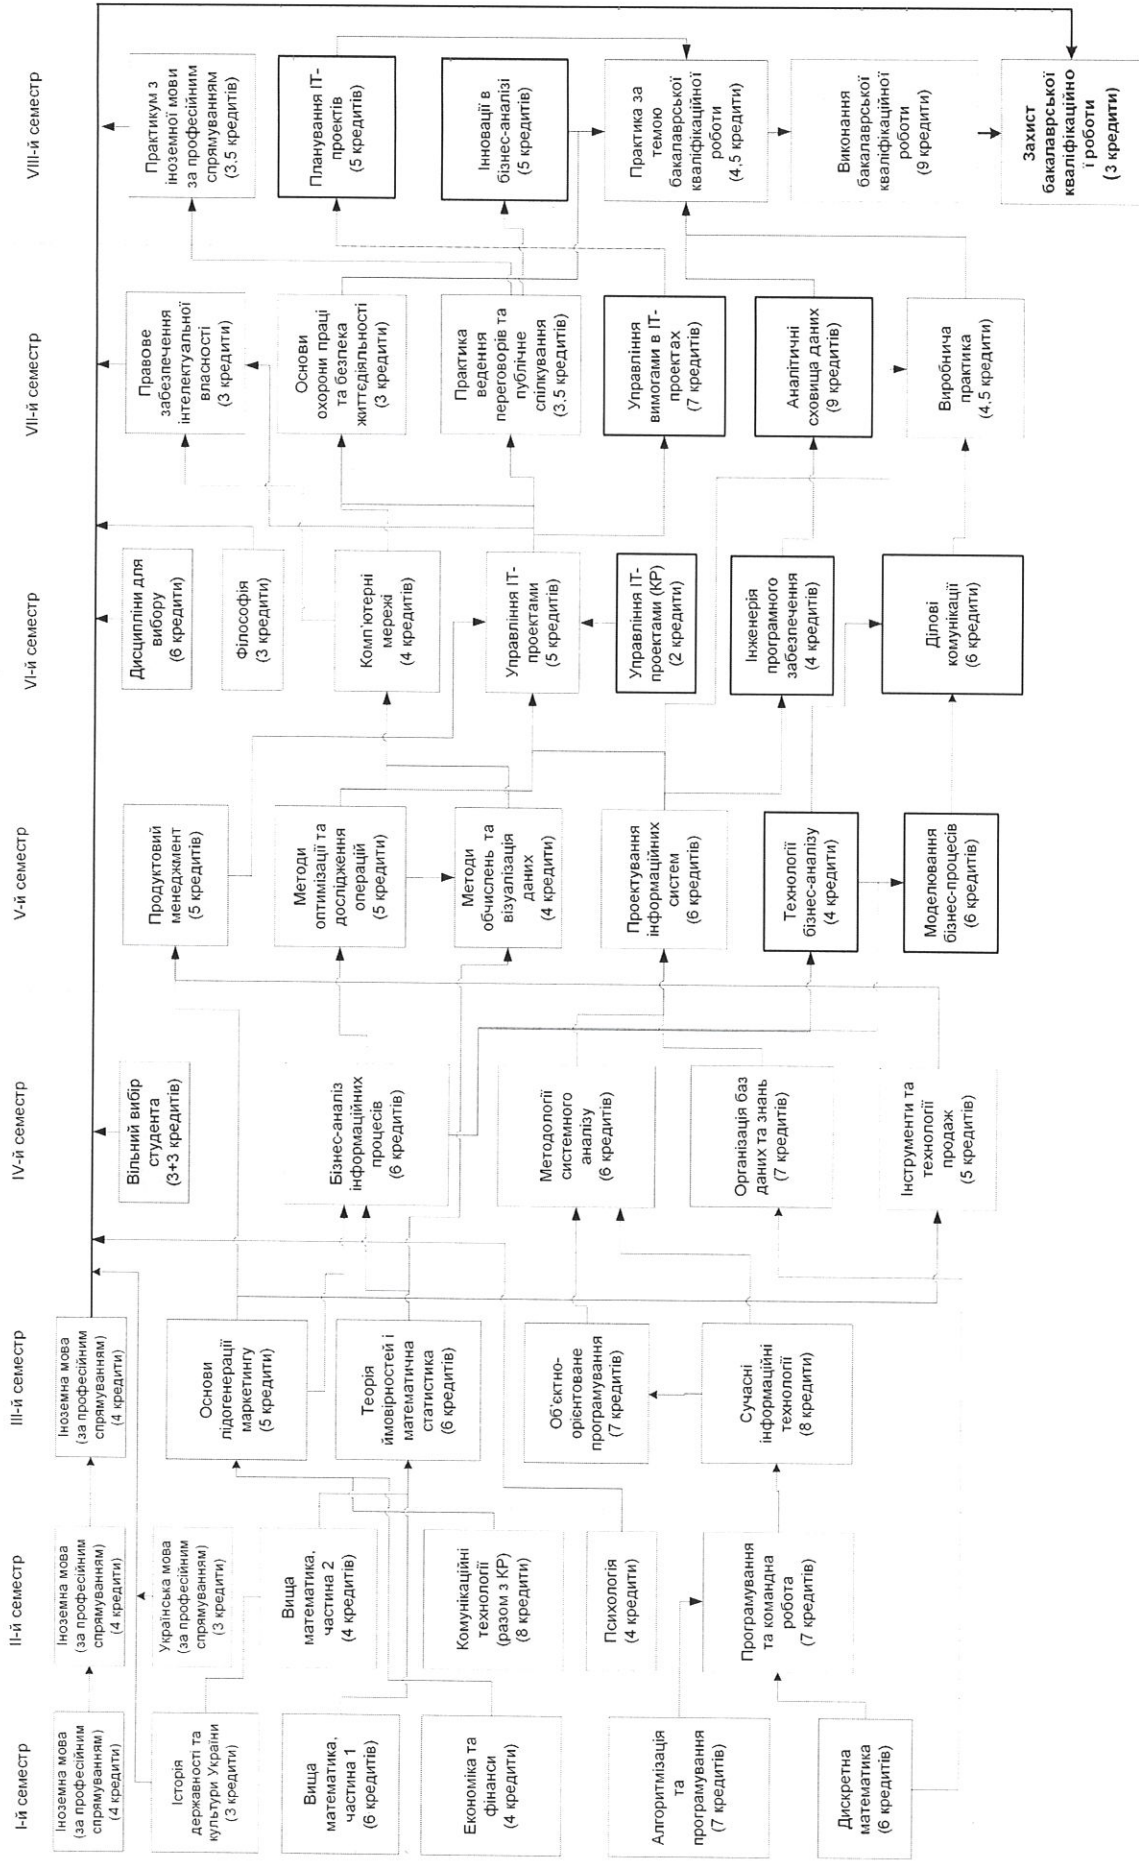 І-й семестр
Іноземна мова
(за професійним
спрямуванням)
(4 кредити)
Історія
державності та
культури України
(3 кредити)
Вища
математика,
частина 1
(6 кредитів)
Економіка та
фінанси
(4 кредити)
Алгоритмізація
та
програмування
(7 кредитів)
Дискретна
математика
(6 кредитів)
ІІ-й семестр
Іноземна мова
(за професійним
спрямуванням)
(4 кредити)
Українська мова
(за професійним
спрямуванням)
(3 кредити)
Вища
математика,
частина 2
(4 кредитів)
Комунікаційні
технології
(разом з КР)
(8 кредити)
Психологія
(4 кредити)
Програмування
та командна
робота
(7 кредитів)
ІІІ-й семестр
Іноземна мова
(за професійним
спрямуванням)
(4 кредити)
Основи
лідогенерації
маркетингу
(5 кредити)
Теорія
ймовірностей і
математична
статистика
(6 кредитів)
Об'єктно-
орієнтоване
програмування
(7 кредитів)
Сучасні
інформаційні
технології
(8 кредитів)
IV-й семестр
Вільний вибір
студента
(3+3 кредитів)
Бізнес-аналіз
інформаційних
процесів
(6 кредитів)
Методології
системного
аналізу
(6 кредитів)
Організація баз
даних та знань
(7 кредитів)
Інструменти та
технології
продаж
(5 кредитів)
V-й семестр
Продуктовий
менеджмент
(5 кредитів)
Методи
оптимізації та
дослідження
операцій
(5 кредити)
Методи
обчислень та
візуалізація
даних
(4 кредити)
Проектування
інформаційних
систем
(6 кредитів)
Технології
бізнес-аналізу
(4 кредити)
Моделювання
бізнес-процесів
(6 кредитів)
VI-й семестр
Дисципліни для
вибору
(6 кредити)
Філософія
(3 кредити)
Комп'ютерні
мережі
(4 кредитів)
Управління ІТ-
проектами
(5 кредитів)
Управління ІТ-
проектами (КР)
(2 кредити)
Інженерія
програмного
забезпечення
(4 кредитів)
Ділові
комунікації
(6 кредити)
VII-й семестр
Правове
забезпечення
інтелектуальної
власності
(3 кредити)
Основи
охорони праці
та безпека
життєдіяльності
(3 кредити)
Практика
ведення
переговорів та
публічне
спілкування
(3,5 кредитів)
Управління
вимогами в ІТ-
проектах
(7 кредитів)
Аналітичні
сховища даних
(9 кредитів)
Виробнича
практика
(4,5 кредити)
VIII-й семестр
Практикум з
іноземної мови
за професійним
спрямуванням
(3,5 кредитів)
Планування ІТ-
проектів
(5 кредитів)
Інновації в
бізнес-аналізі
(5 кредитів)
Практика за
темою
бакалаврської
кваліфікаційної
роботи
(4,5 кредити)
Виконання
бакалаврської
кваліфікаційної
роботи
(9 кредити)
Захист
бакалаврської
кваліфікаційно
ї роботи
(3 кредити)